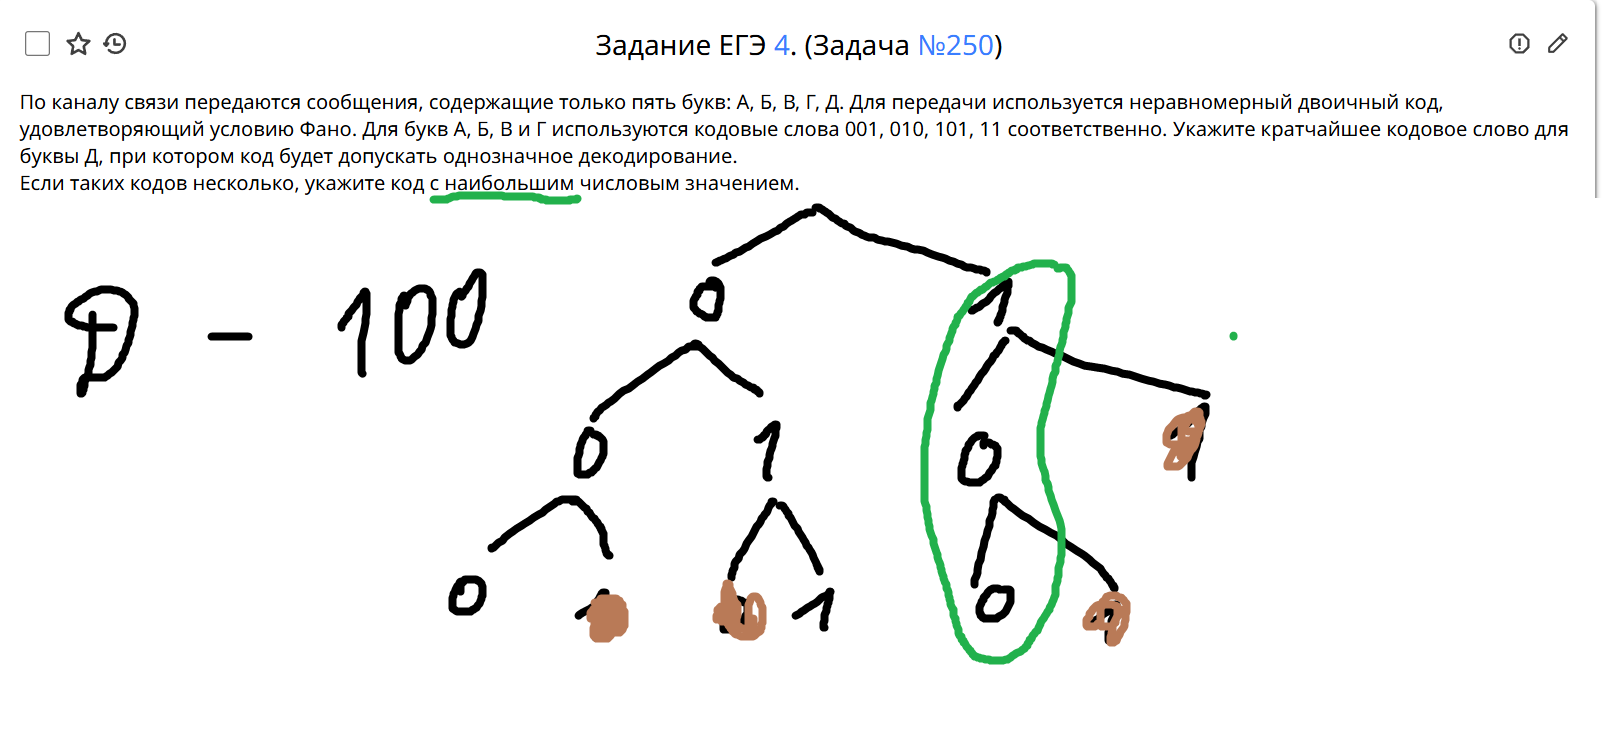 Задание ЕГЭ 4. (Задача №250)
По каналу связи передаются сообщения, содержащие только пять букв: А, Б, В, Г, Д. Для передачи используется неравномерный двоичный код,
удовлетворяющий условию Фано. Для букв А, Б, В и Г используются кодовые слова 001, 010, 101, 11 соответственно. Укажите кратчайшее кодовое слово для
буквы Д, при котором код будет допускать однозначное декодирование.
Если таких кодов несколько, укажите код с наибольшим числовым значением.
Д - 100
0 1
0 1 0 1
0 1 0 1 0 1